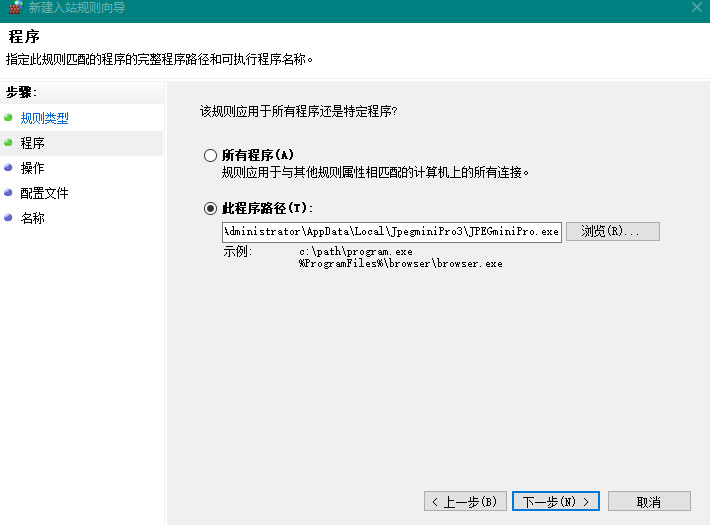 新建入站规则向导
程序
指定此规则匹配的程序的完整程序路径和可执行程序名称。
步骤:
规则类型
程序
操作
配置文件
名称
该规则应用于所有程序还是特定程序?
所有程序(A)
规则应用于与其他规则属性相匹配的计算机上的所有连接。
此程序路径(T):
Administrator\AppData\Local\JpegminiPro3\JPEGminiPro.exe
浏览(R)...
示例: c:\path\program.exe
%ProgramFiles%\browser\browser.exe
< 上一步(B)
下一步(N) >
取消